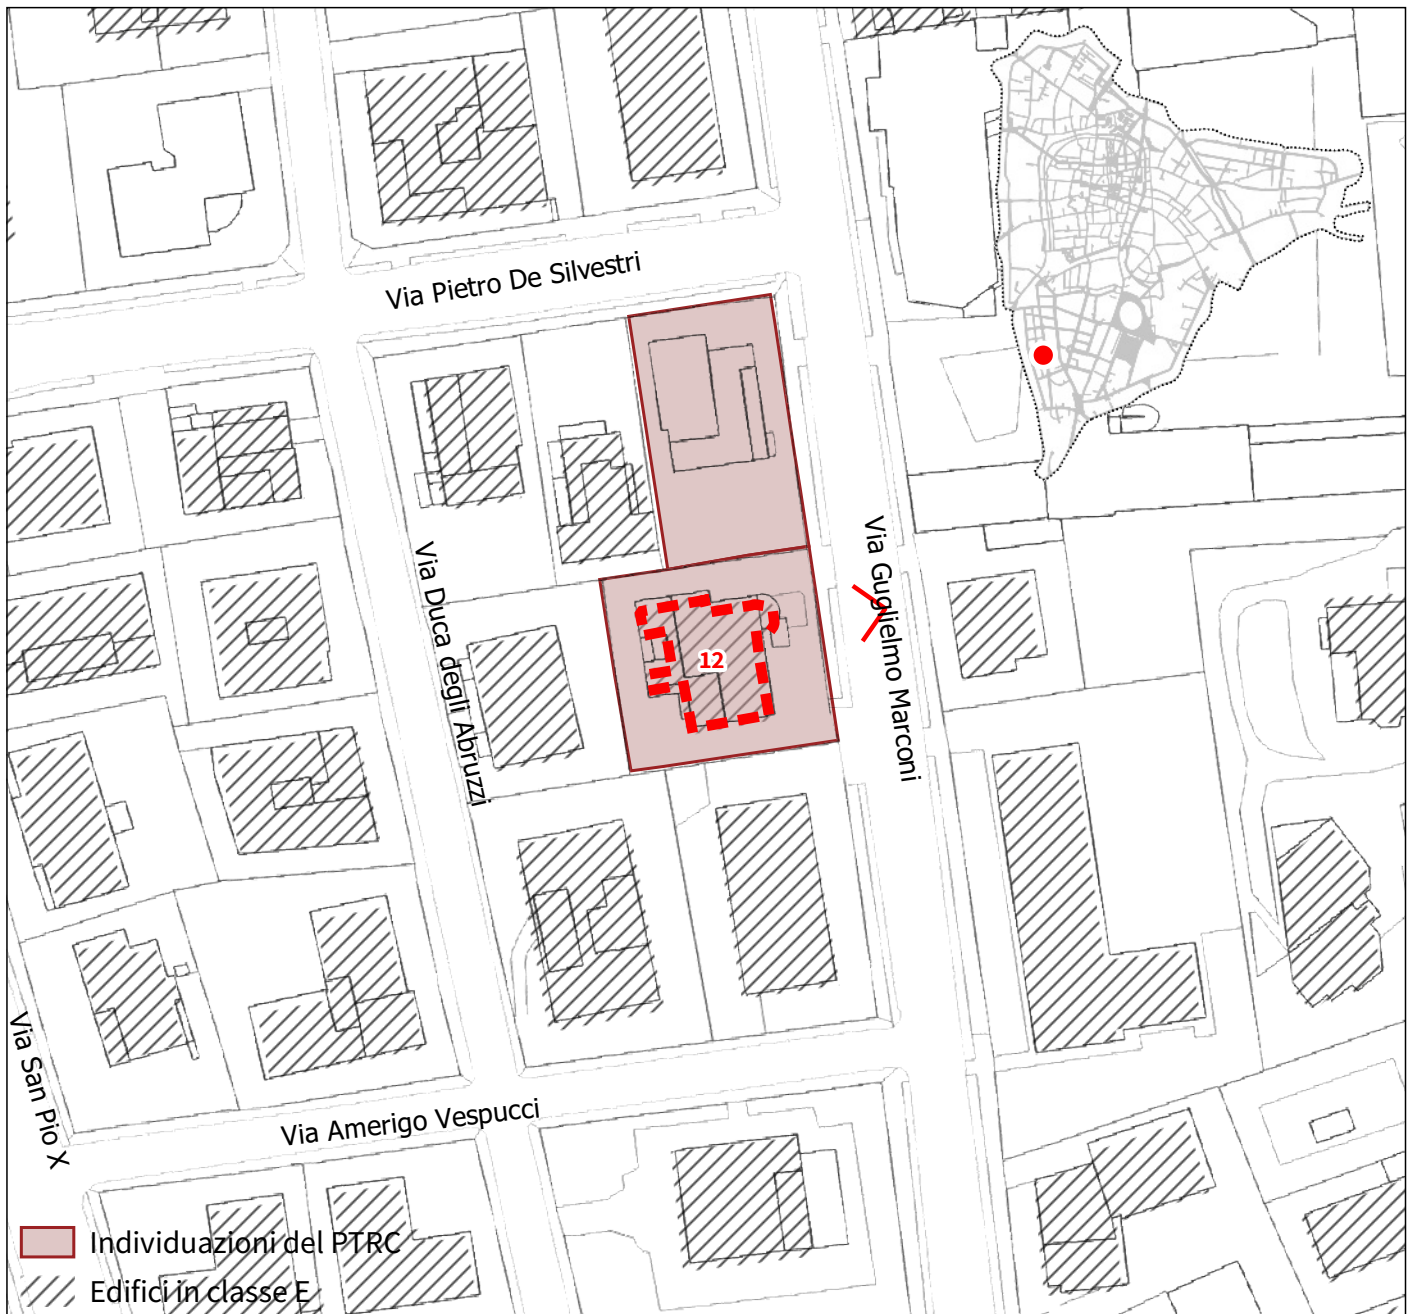 Via Pietro De Silvestri
Via Guglielmo Marconi
Via Duca degli Abruzzi
12
Via San Pio X
Via Amerigo Vespucci
Individuazioni del PTRC
Edifici in classe E